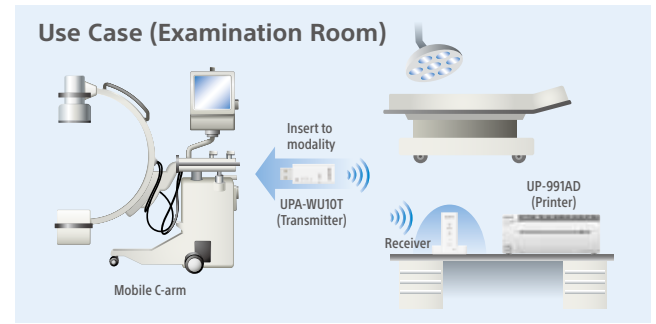 Use Case (Examination Room)
Insert to
modality
UPA-WU10T
(Transmitter)
UP-991AD
(Printer)
Receiver
Mobile C-arm